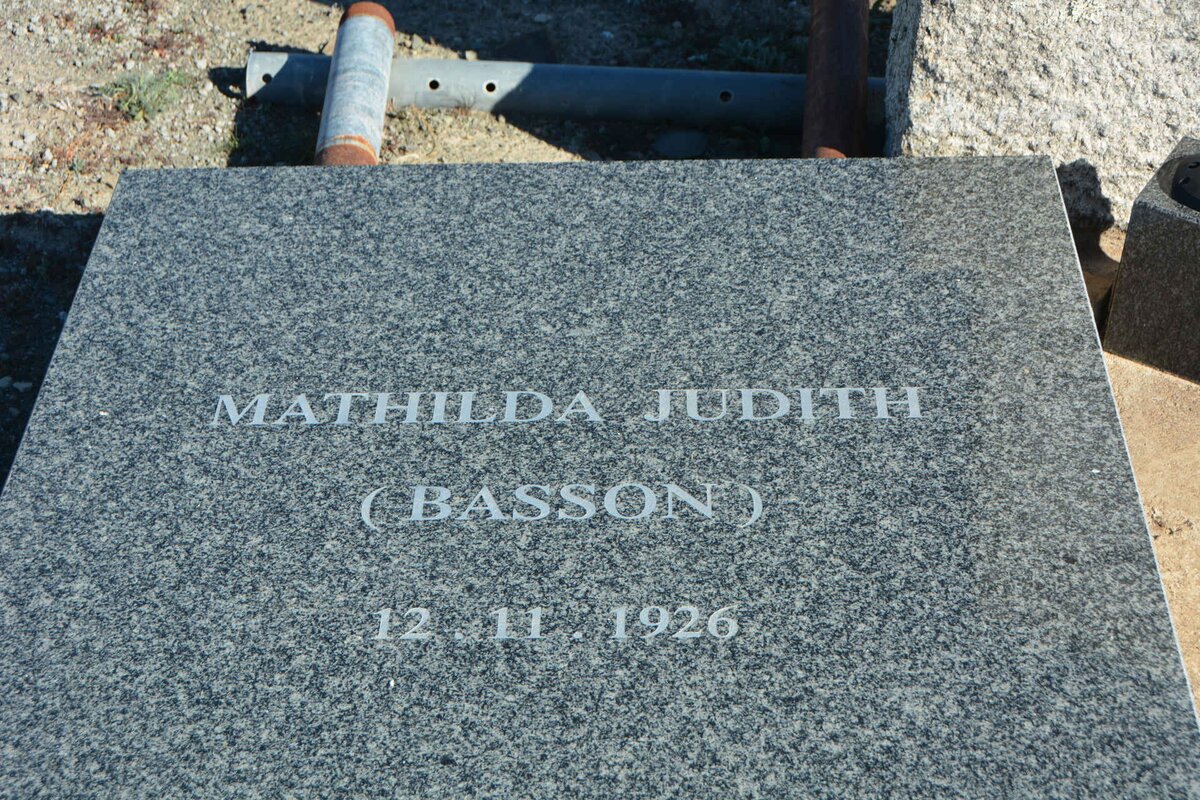 MATHILDA JUDITH
( BASSON )
12 . 11 . 1926